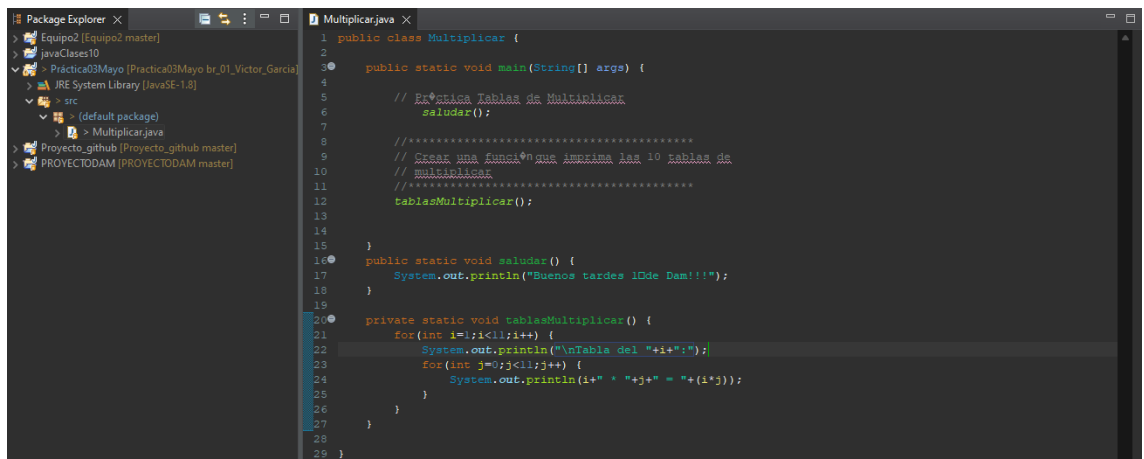 Package Explorer
Equipo2 [Equipo2 master]
javaClases10
> Práctica03Mayo [Practica03Mayo br_01_Victor_Garcia]
JRE System Library [JavaSE-1.8]
> src
> (default package)
> Multiplicar.java
Proyecto_github [Proyecto_github master]
PROYECTODAM [PROYECTODAM master]
Multiplicar.java
1 public class Multiplicar {
2
3 public static void main(String[] args) {
4
5 // Pr�ctica Tablas de Multiplicar
6 saludar();
7
8 //*****************************************
9 // Crear una funci�n que imprima las 10 tablas de
10 // multiplicar
11 //*****************************************
12 tablasMultiplicar();
13
14
15 }
16 public static void saludar() {
17 System.out.println("Buenos tardes 1□de Dam!!!");
18 }
19
20 private static void tablasMultiplicar() {
21 for(int i=1;i<11;i++) {
22 System.out.println("\nTabla del "+i+":");
23 for(int j=0;j<11;j++) {
24 System.out.println(i+" * "+j+" = "+(i*j));
25 }
26 }
27 }
28
29 }